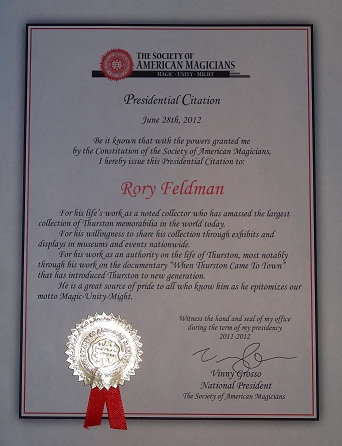 THE SOCIETY OF
AMERICAN MAGICIANS
MAGIC - UNITY - MIGHT
Presidential Citation
June 28th, 2012
Be it known that with the powers granted me
by the Constitution of the Society of American Magicians,
I hereby issue this Presidential Citation to:
Rory Feldman
For his life's work as a noted collector who has amassed the largest
collection of Thurston memorabilia in the world today.
For his willingness to share his collection through exhibits and
displays in museums and events nationwide.
For his work as an authority on the life of Thurston, most notably
through his work on the documentary "When Thurston Came To Town"
that has introduced Thurston to new generation.
He is a great source of pride to all who know him as he epitomizes our
motto Magic-Unity-Might.
Witness the hand and seal of my office
during the term of my presidency
2011-2012
Vinny Grosso
National President
The Society of American Magicians